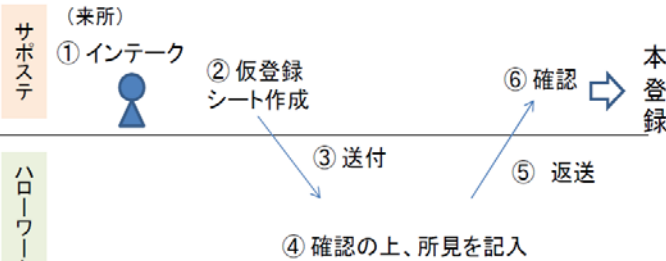 サポステ
（来所）
① インテーク
② 仮登録
シート作成
⑥ 確認
本登録
③ 送付
⑤ 返送
ハローワー
④ 確認の上、所見を記入